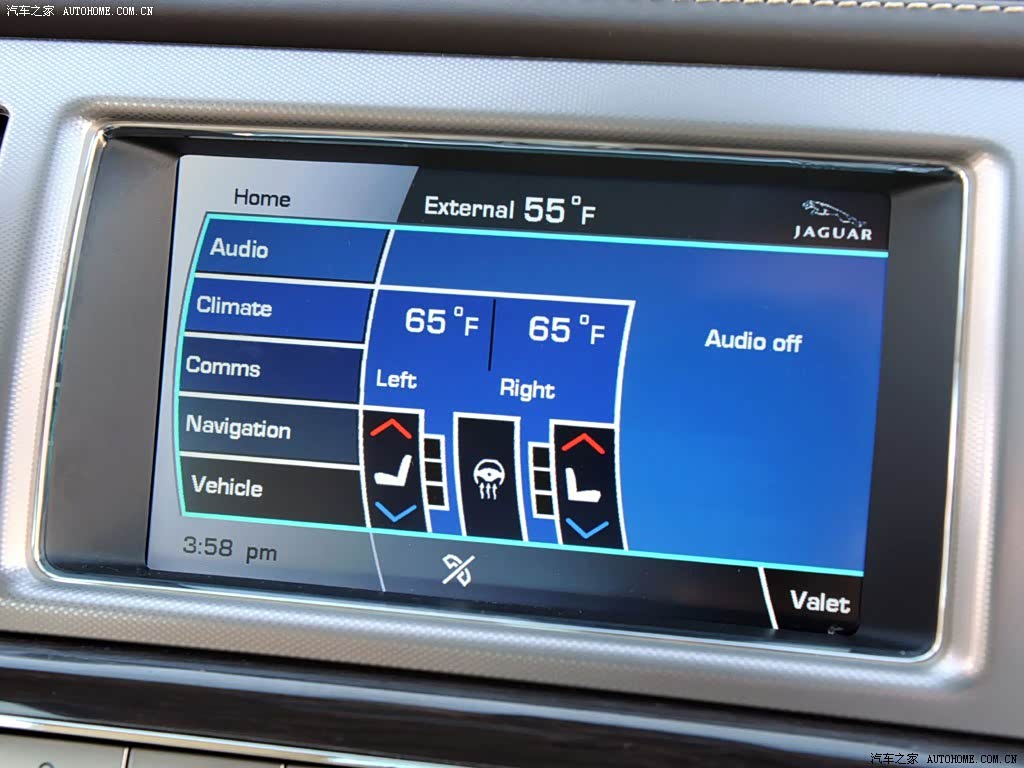 汽车之家 AUTOHOME.COM.CN
Home
External 55°F
JAGUAR
Audio
Climate
Comms
Navigation
Vehicle
65°F
65°F
Left
Right
Audio off
3:58 pm
Valet
汽车之家 AUTOHOME.COM.CN